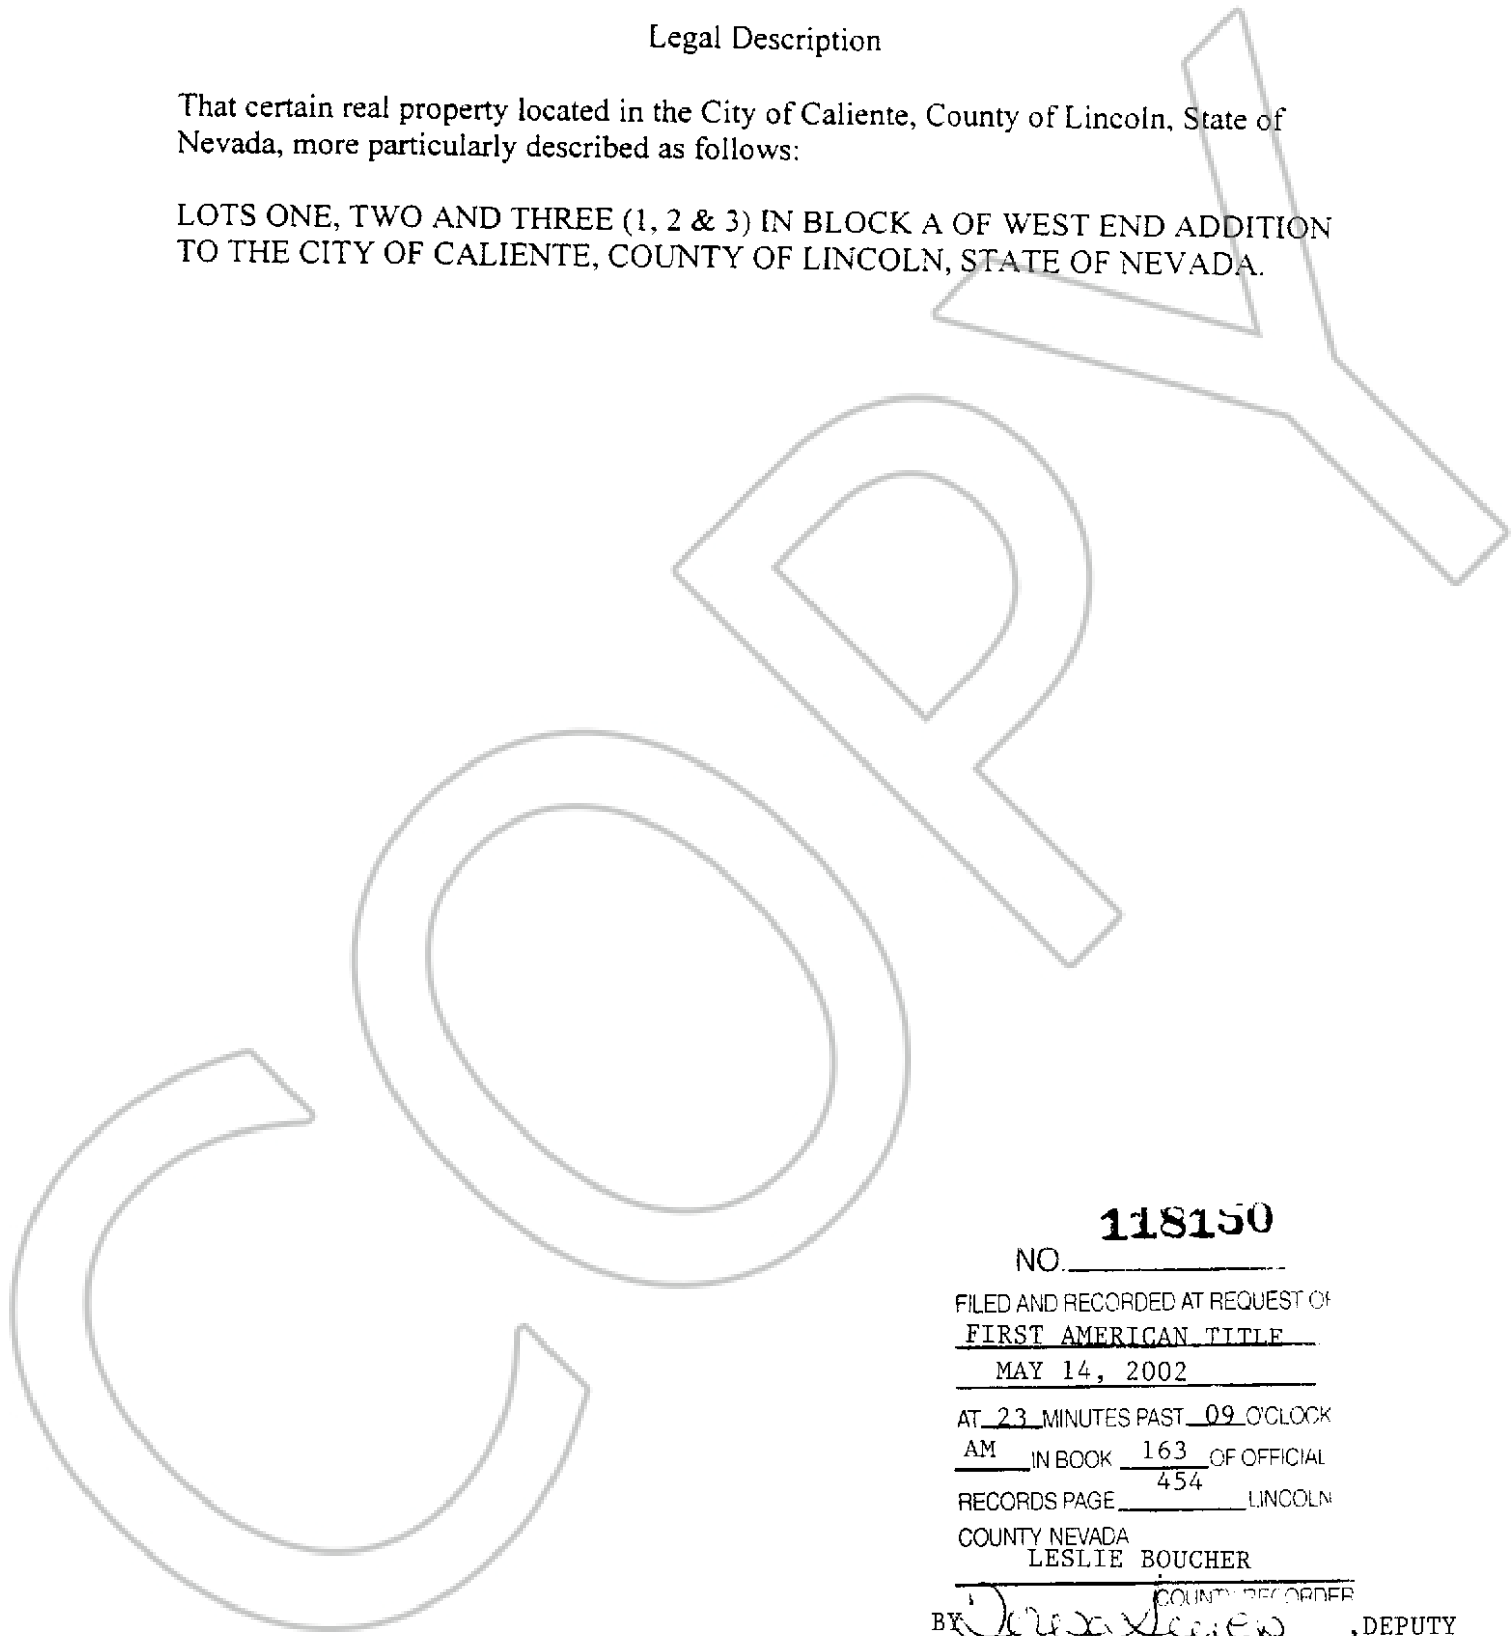 Legal Description
That certain real property located in the City of Caliente, County of Lincoln, State of
Nevada, more particularly described as follows:
LOTS ONE, TWO AND THREE (1, 2 & 3) IN BLOCK A OF WEST END ADDITION
TO THE CITY OF CALIENTE, COUNTY OF LINCOLN, STATE OF NEVADA.
COPY
118150
NO.
FILED AND RECORDED AT REQUEST OF
FIRST AMERICAN TITLE
MAY 14, 2002
AT 23 MINUTES PAST 09 O'CLOCK
AM IN BOOK 163 OF OFFICIAL
RECORDS PAGE 454 LINCOLN
COUNTY NEVADA
LESLIE BOUCHER
COUNTY RECORDER
BY , DEPUTY